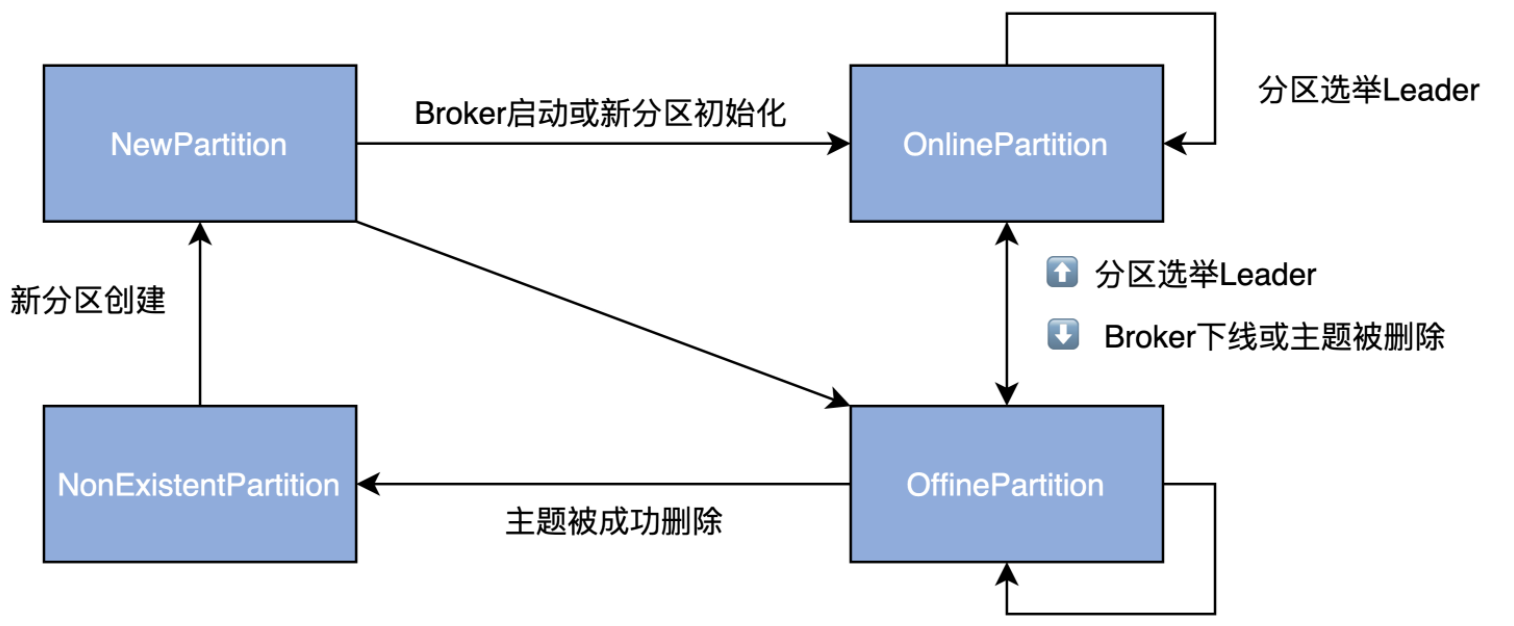 NewPartition
Broker启动或新分区初始化
OnlinePartition
分区选举Leader
新分区创建
⬆️ 分区选举Leader
⬇️ Broker下线或主题被删除
NonExistentPartition
主题被成功删除
OffinePartition